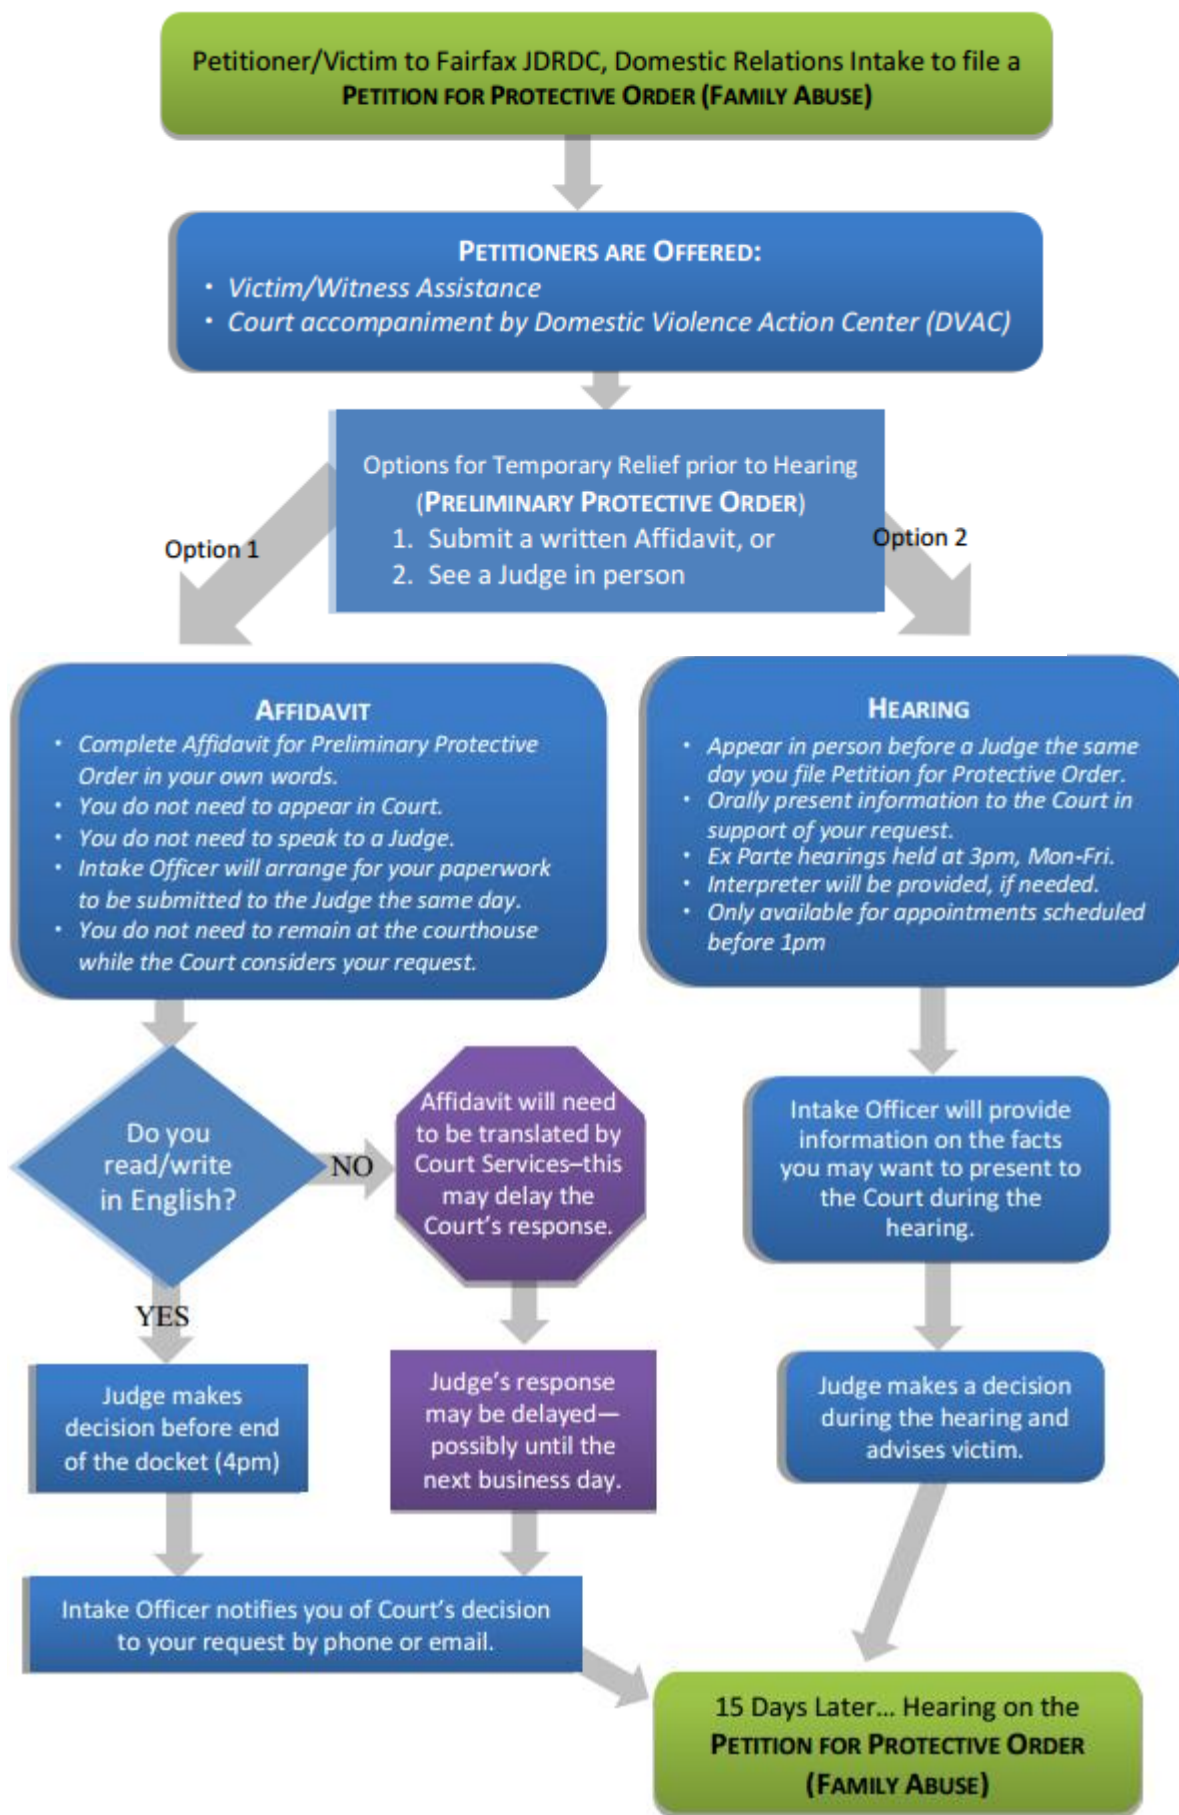 Petitioner/Victim to Fairfax JDRDC, Domestic Relations Intake to file a
PETITION FOR PROTECTIVE ORDER (FAMILY ABUSE)
PETITIONERS ARE OFFERED:
• Victim/Witness Assistance
• Court accompaniment by Domestic Violence Action Center (DVAC)
Options for Temporary Relief prior to Hearing
(PRELIMINARY PROTECTIVE ORDER)
1. Submit a written Affidavit, or
2. See a Judge in person
Option 1
Option 2
AFFIDAVIT
• Complete Affidavit for Preliminary Protective
Order in your own words.
• You do not need to appear in Court.
• You do not need to speak to a Judge.
• Intake Officer will arrange for your paperwork
to be submitted to the Judge the same day.
• You do not need to remain at the courthouse
while the Court considers your request.
HEARING
• Appear in person before a Judge the same
day you file Petition for Protective Order.
• Orally present information to the Court in
support of your request.
• Ex Parte hearings held at 3pm, Mon-Fri.
• Interpreter will be provided, if needed.
• Only available for appointments scheduled
before 1pm
Do you
read/write
in English?
NO
Affidavit will need
to be translated by
Court Services–this
may delay the
Court's response.
Intake Officer will provide
information on the facts
you may want to present to
the Court during the
hearing.
YES
Judge makes
decision before end
of the docket (4pm)
Judge's response
may be delayed—
possibly until the
next business day.
Judge makes a decision
during the hearing and
advises victim.
Intake Officer notifies you of Court's decision
to your request by phone or email.
15 Days Later... Hearing on the
PETITION FOR PROTECTIVE ORDER
(FAMILY ABUSE)